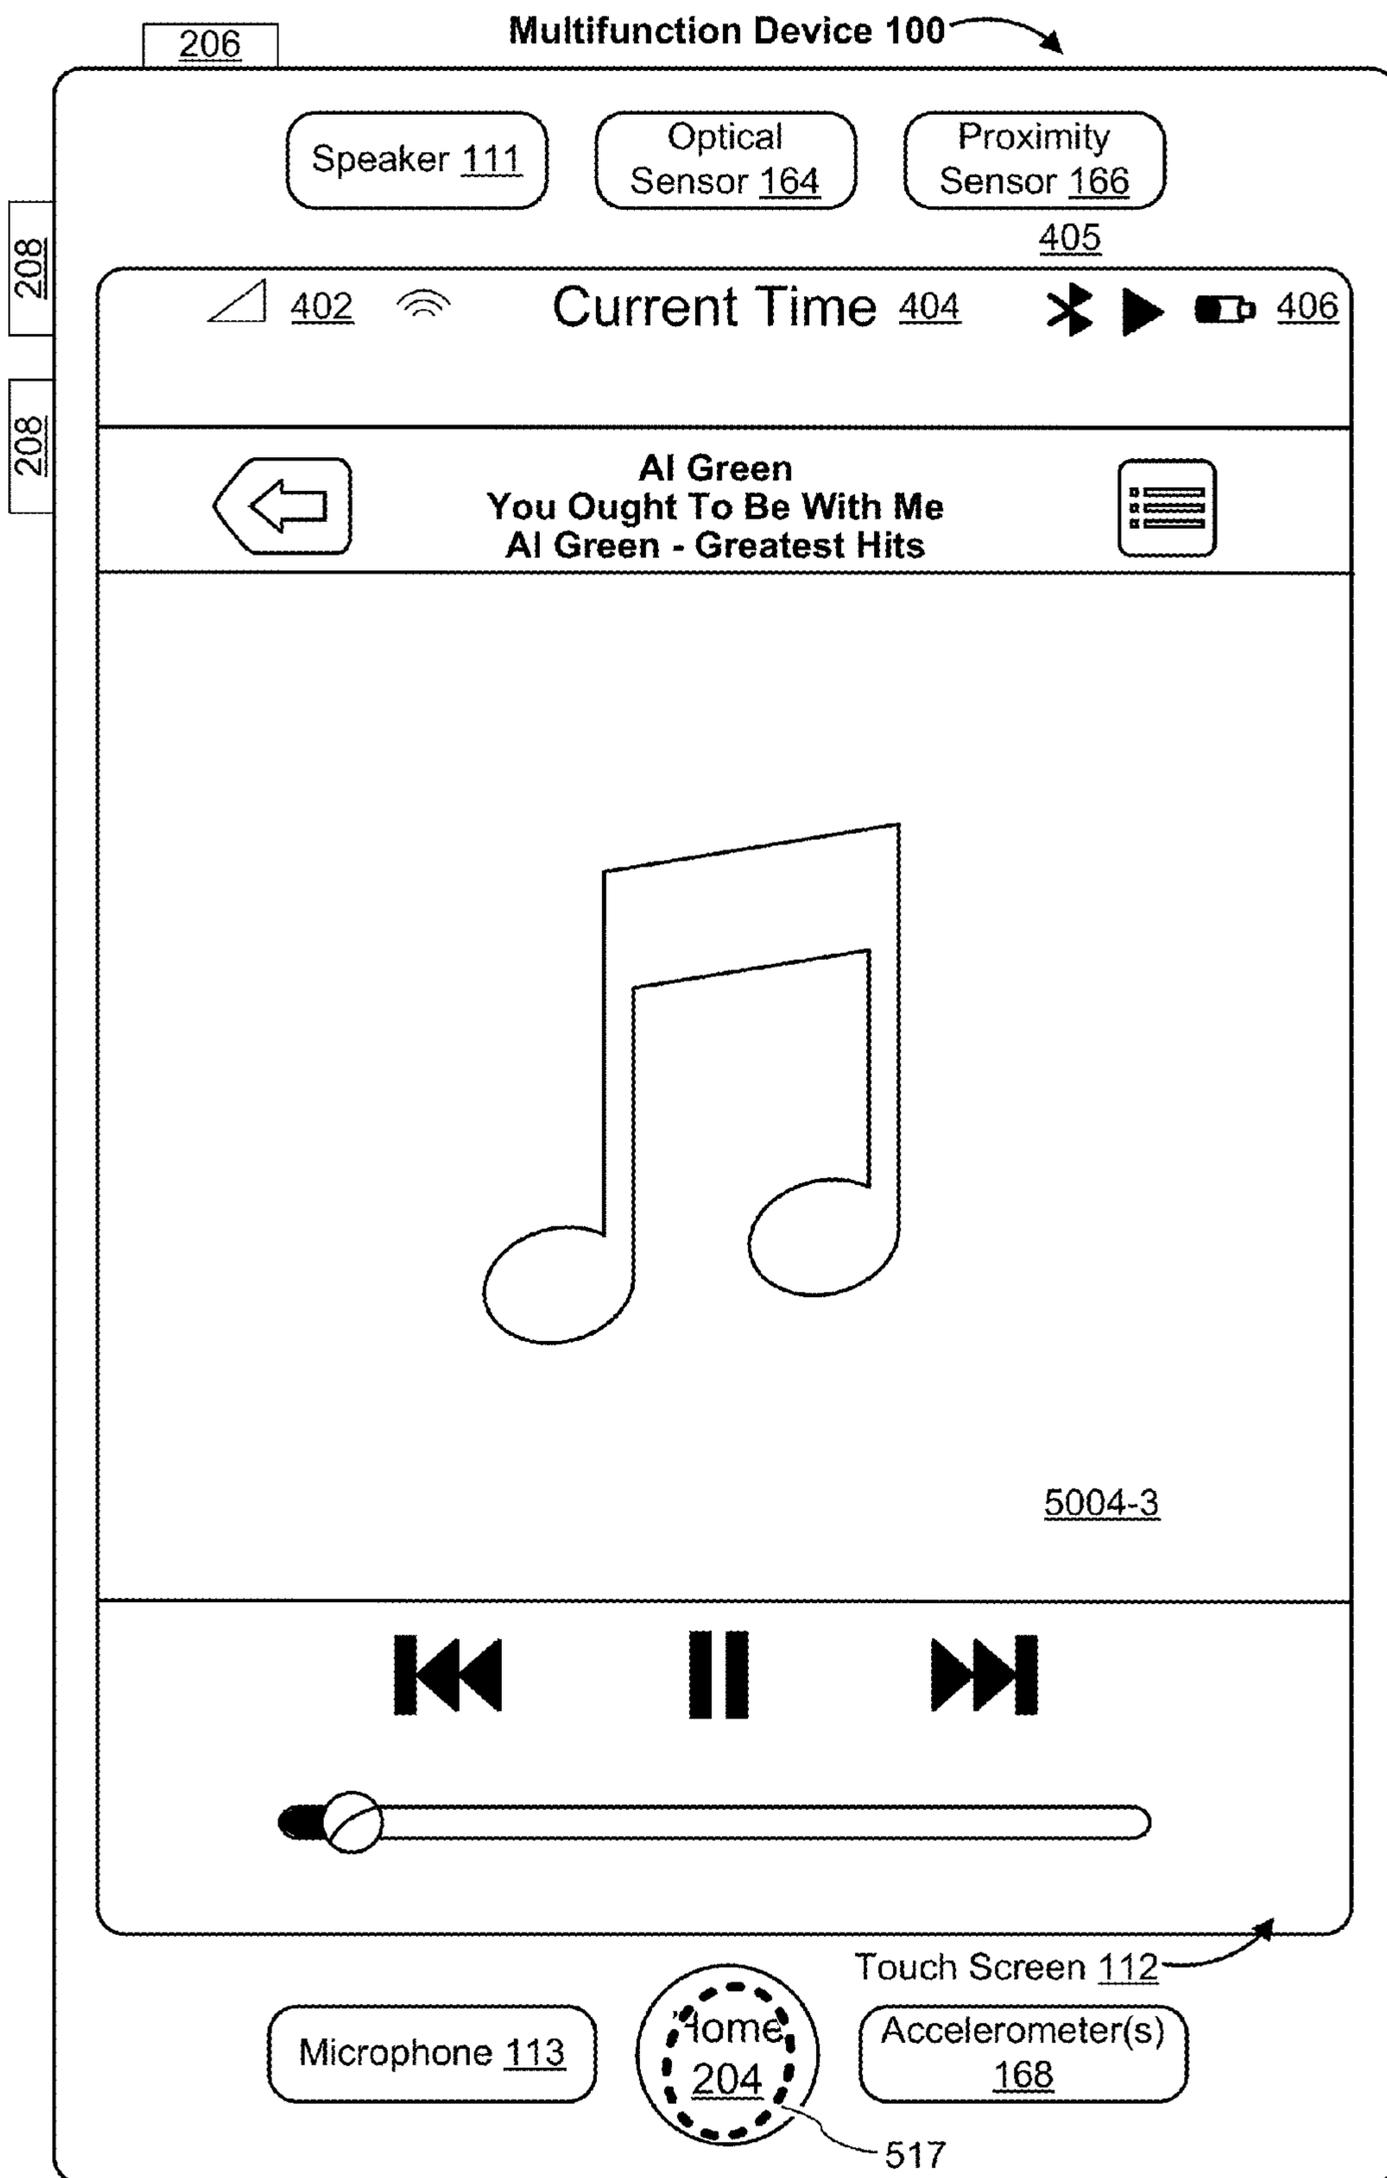 206
Multifunction Device 100
Speaker 111
Optical
Sensor 164
Proximity
Sensor 166
405
208
402
Current Time 404
406
208
Al Green
You Ought To Be With Me
Al Green - Greatest Hits
5004-3
Touch Screen 112
Microphone 113
Home
204
Accelerometer(s)
168
517